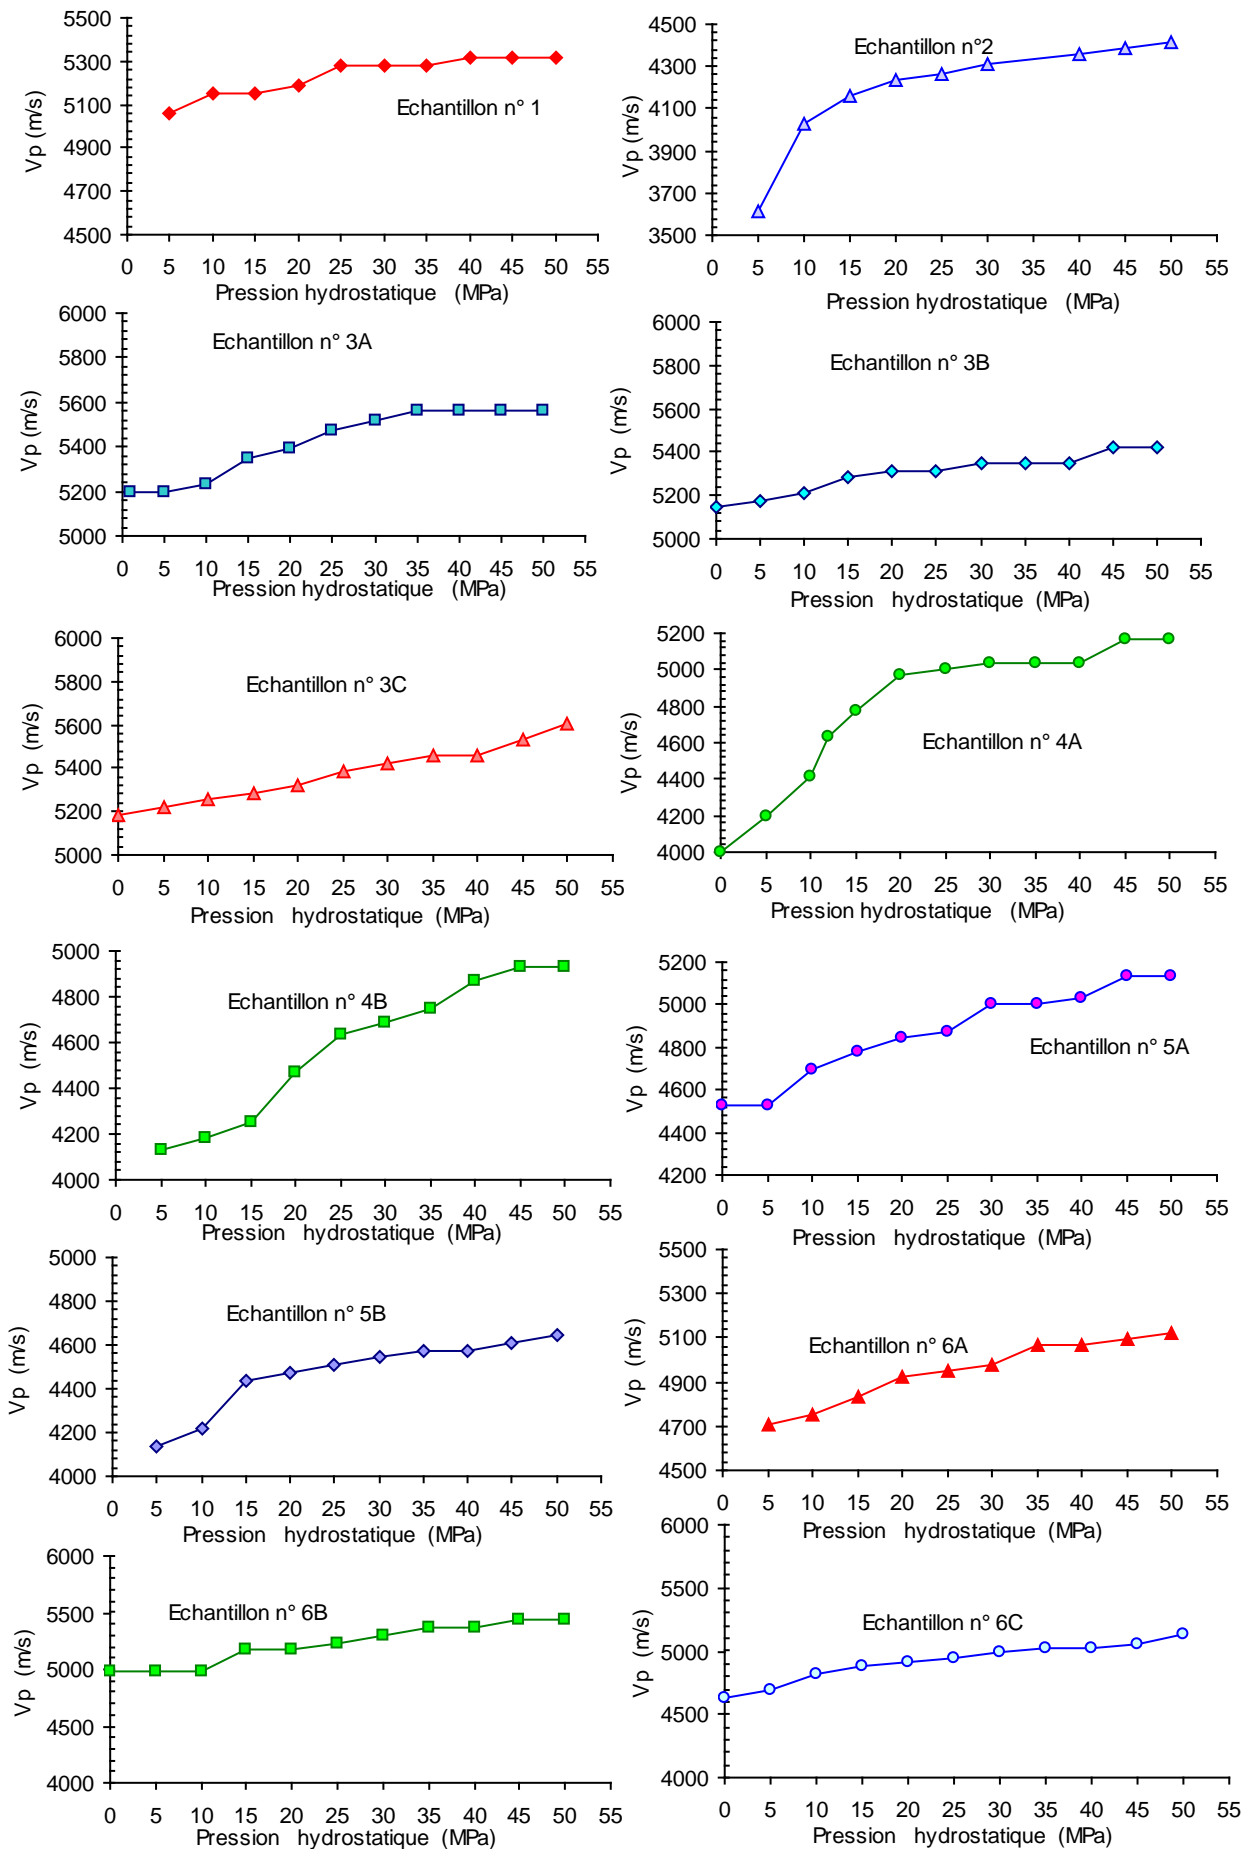 5500
5300
5100
4900
4700
4500
Vp (m/s)
Echantillon n° 1
0 5 10 15 20 25 30 35 40 45 50 55
Pression hydrostatique (MPa)
4500
4300
4100
3900
3700
3500
Vp (m/s)
Echantillon n°2
0 5 10 15 20 25 30 35 40 45 50 55
Pression hydrostatique (MPa)
6000
5800
5600
5400
5200
5000
Vp (m/s)
Echantillon n° 3A
0 5 10 15 20 25 30 35 40 45 50 55
Pression hydrostatique (MPa)
6000
5800
5600
5400
5200
5000
Vp (m/s)
Echantillon n° 3B
0 5 10 15 20 25 30 35 40 45 50 55
Pression hydrostatique (MPa)
6000
5800
5600
5400
5200
5000
Vp (m/s)
Echantillon n° 3C
0 5 10 15 20 25 30 35 40 45 50 55
Pression hydrostatique (MPa)
5200
5000
4800
4600
4400
4200
4000
Vp (m/s)
Echantillon n° 4A
0 5 10 15 20 25 30 35 40 45 50 55
Pression hydrostatique (MPa)
5000
4800
4600
4400
4200
4000
Vp (m/s)
Echantillon n° 4B
0 5 10 15 20 25 30 35 40 45 50 55
Pression hydrostatique (MPa)
5200
5000
4800
4600
4400
4200
Vp (m/s)
Echantillon n° 5A
0 5 10 15 20 25 30 35 40 45 50 55
Pression hydrostatique (MPa)
5000
4800
4600
4400
4200
4000
Vp (m/s)
Echantillon n° 5B
0 5 10 15 20 25 30 35 40 45 50 55
Pression hydrostatique (MPa)
5500
5300
5100
4900
4700
4500
Vp (m/s)
Echantillon n° 6A
0 5 10 15 20 25 30 35 40 45 50 55
Pression hydrostatique (MPa)
6000
5500
5000
4500
4000
Vp (m/s)
Echantillon n° 6B
0 5 10 15 20 25 30 35 40 45 50 55
Pression hydrostatique (MPa)
6000
5500
5000
4500
4000
Vp (m/s)
Echantillon n° 6C
0 5 10 15 20 25 30 35 40 45 50 55
Pression hydrostatique (MPa)